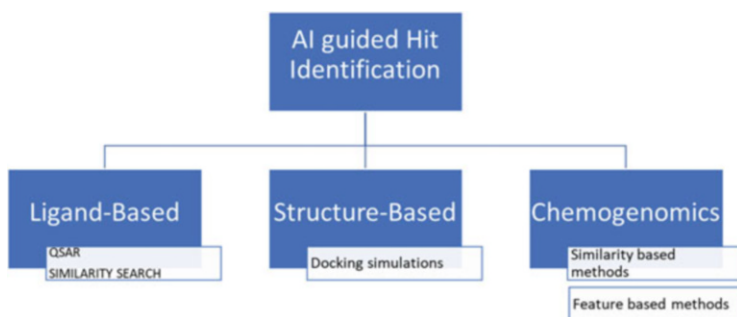 AI guided Hit
Identification
Ligand-Based
QSAR
SIMILARITY SEARCH
Structure-Based
Docking simulations
Chemogenomics
Similarity based
methods
Feature based methods